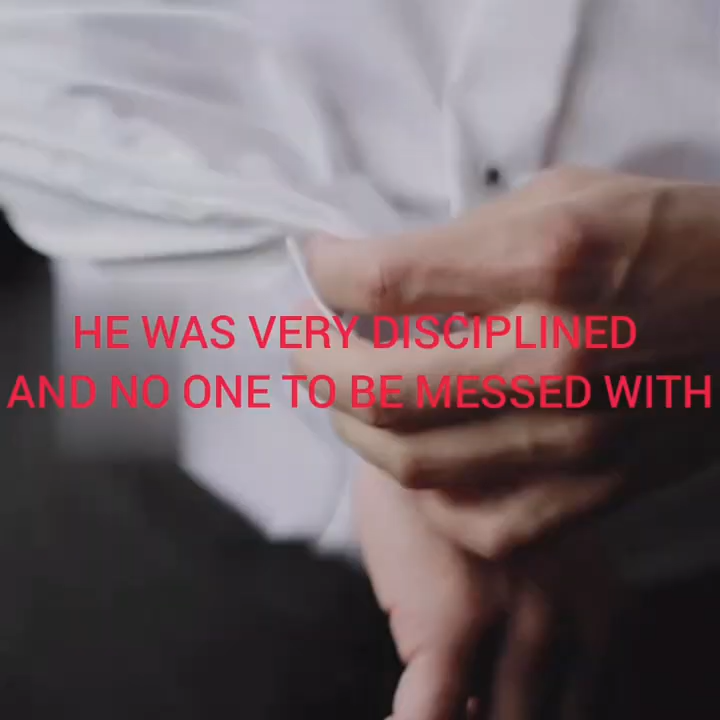 HE WAS VERY DISCIPLINED
AND NO ONE TO BE MESSED WITH